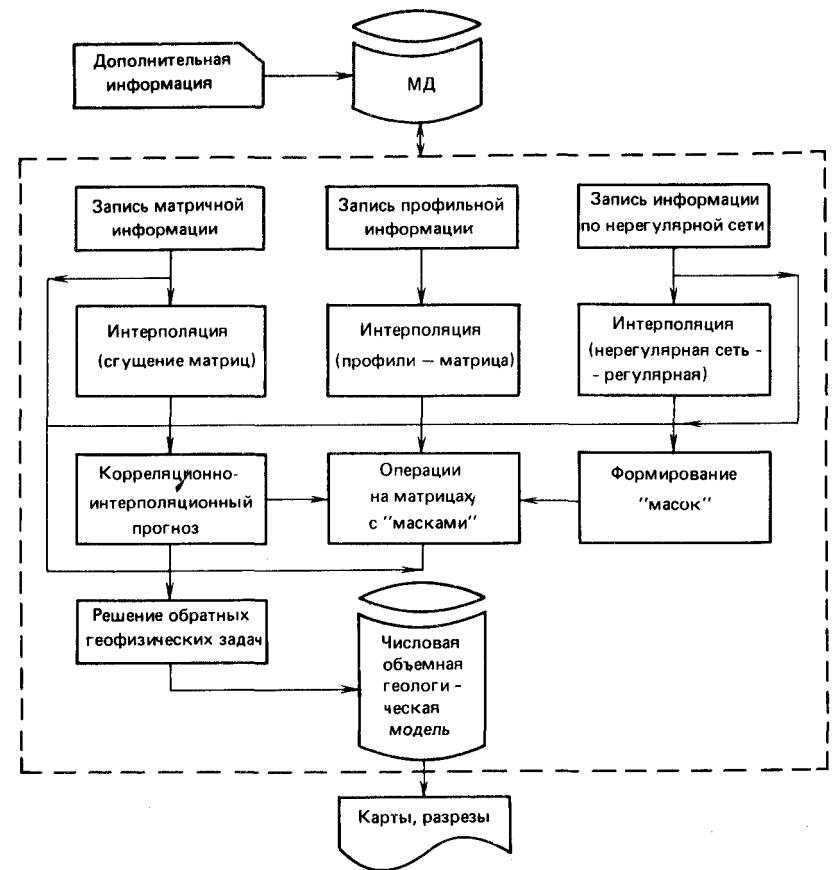 Дополнительная
информация
МД
Запись матричной
информации
Запись профильной
информации
Запись информации
по нерегулярной сети
Интерполяция
(сгущение матриц)
Интерполяция
(профили — матрица)
Интерполяция
(нерегулярная сеть -
- регулярная)
Корреляционно-
интерполяционный
прогноз
Операции
на матрицах
с "масками"
Формирование
"масок"
Решение обратных
геофизических задач
Числовая
объемная
геологи -
ческая
модель
Карты, разрезы